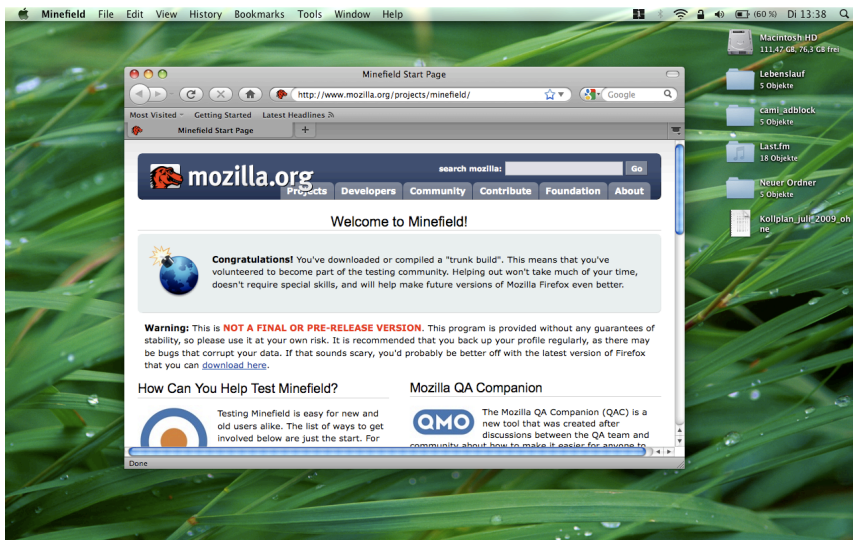 Minefield File Edit View History Bookmarks Tools Window Help
(60 %) Di 13:38
Macintosh HD
111,47 GB, 76,3 GB frei
Lebenslauf
5 Objekte
cami_adblock
5 Objekte
Last.fm
18 Objekte
Neuer Ordner
5 Objekte
Kollplan_juli_2009_oh
ne
Minefield Start Page
http://www.mozilla.org/projects/minefield/
Google
Most Visited Getting Started Latest Headlines
Minefield Start Page +
mozilla.org
search mozilla: Go
Projects Developers Community Contribute Foundation About
Welcome to Minefield!
Congratulations! You've downloaded or compiled a "trunk build". This means that you've
volunteered to become part of the testing community. Helping out won't take much of your time,
doesn't require special skills, and will help make future versions of Mozilla Firefox even better.
Warning: This is NOT A FINAL OR PRE-RELEASE VERSION. This program is provided without any guarantees of
stability, so please use it at your own risk. It is recommended that you back up your profile regularly, as there may
be bugs that corrupt your data. If that sounds scary, you'd probably be better off with the latest version of Firefox
that you can download here.
How Can You Help Test Minefield?
Testing Minefield is easy for new and
old users alike. The list of ways to get
involved below are just the start. For
Mozilla QA Companion
QMO
The Mozilla QA Companion (QAC) is a
new tool that was created after
discussions between the QA team and
community about how to make it easier for anyone to
Done